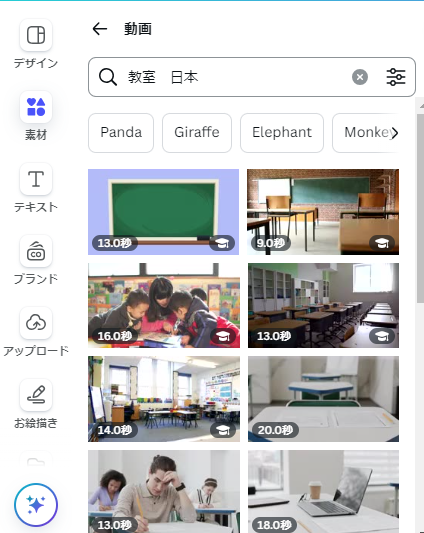 動画
デザイン
教室　日本
素材
Panda
Giraffe
Elephant
Monkey
テキスト
13.0秒
9.0秒
ブランド
16.0秒
13.0秒
アップロード
14.0秒
20.0秒
お絵描き
13.0秒
18.0秒